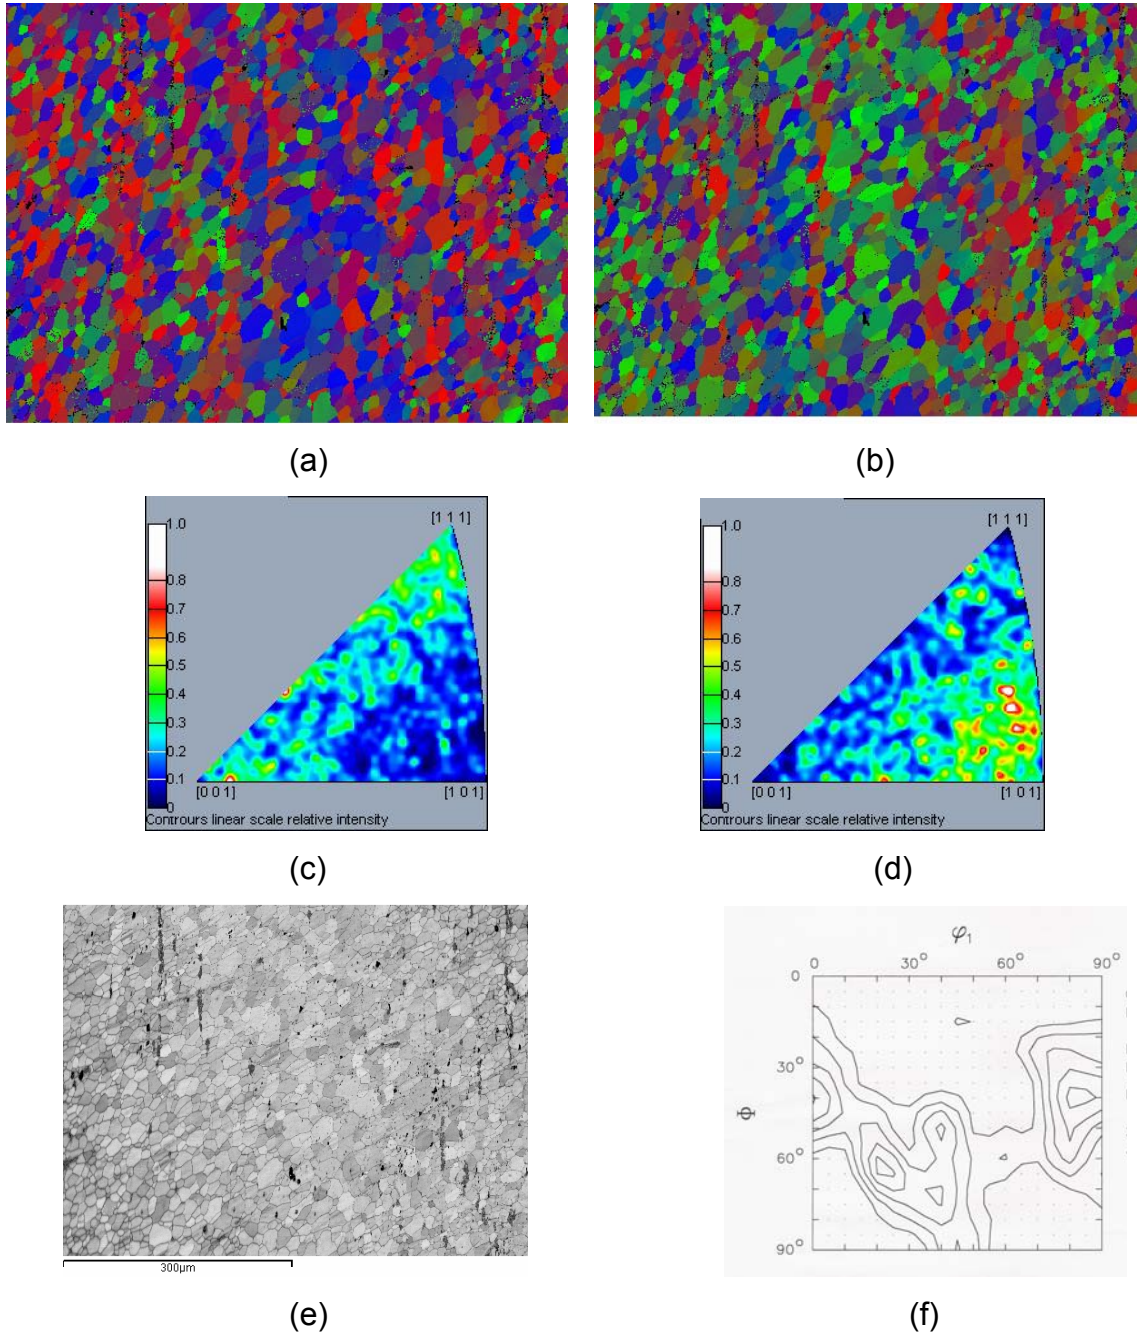 (a)
(b)
1.0
0.8
0.7
0.6
0.5
0.4
0.3
0.2
0.1
0
[1 1 1]
[0 0 1]
[1 0 1]
Contrours linear scale relative intensity
1.0
0.8
0.7
0.6
0.5
0.4
0.3
0.2
0.1
0
[1 1 1]
[0 0 1]
[1 0 1]
Contrours linear scale relative intensity
(c)
(d)
300µm
φ₁
0
30°
60°
90°
0
30°
Φ
60°
90°
(e)
(f)